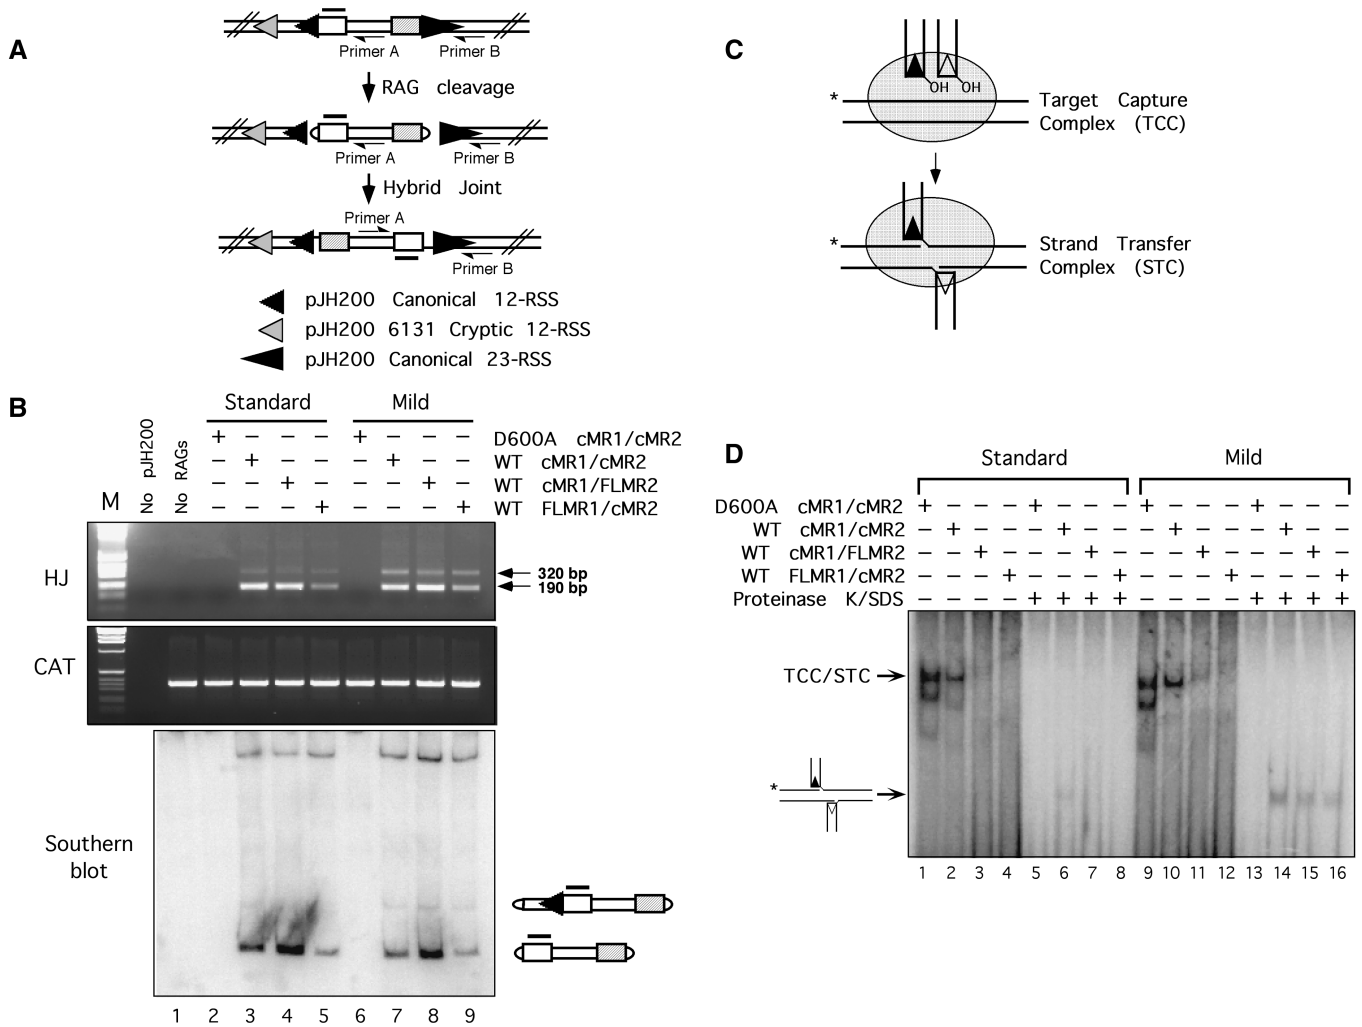 A
Primer A
Primer B
RAG cleavage
Primer A
Primer B
Hybrid Joint
Primer A
Primer B
pJH200 Canonical 12-RSS
pJH200 6131 Cryptic 12-RSS
pJH200 Canonical 23-RSS
B
Standard
Mild
M
No pJH200
No RAGs
+ − − − + − − − D600A cMR1/cMR2
− + − − − + − − WT cMR1/cMR2
− − + − − − + − WT cMR1/FLMR2
− − − + − − − + WT FLMR1/cMR2
HJ
320 bp
190 bp
CAT
Southern
blot
1 2 3 4 5 6 7 8 9
C
OH OH
*
Target Capture
Complex (TCC)
*
Strand Transfer
Complex (STC)
D
Standard
Mild
D600A cMR1/cMR2 + − − − + − − − + − − − + − − −
WT cMR1/cMR2 − + − − − + − − − + − − − + − −
WT cMR1/FLMR2 − − + − − − + − − − + − − − + −
WT FLMR1/cMR2 − − − + − − − + − − − + − − − +
Proteinase K/SDS − − − − + + + + − − − − + + + +
TCC/STC
*
1 2 3 4 5 6 7 8 9 10 11 12 13 14 15 16